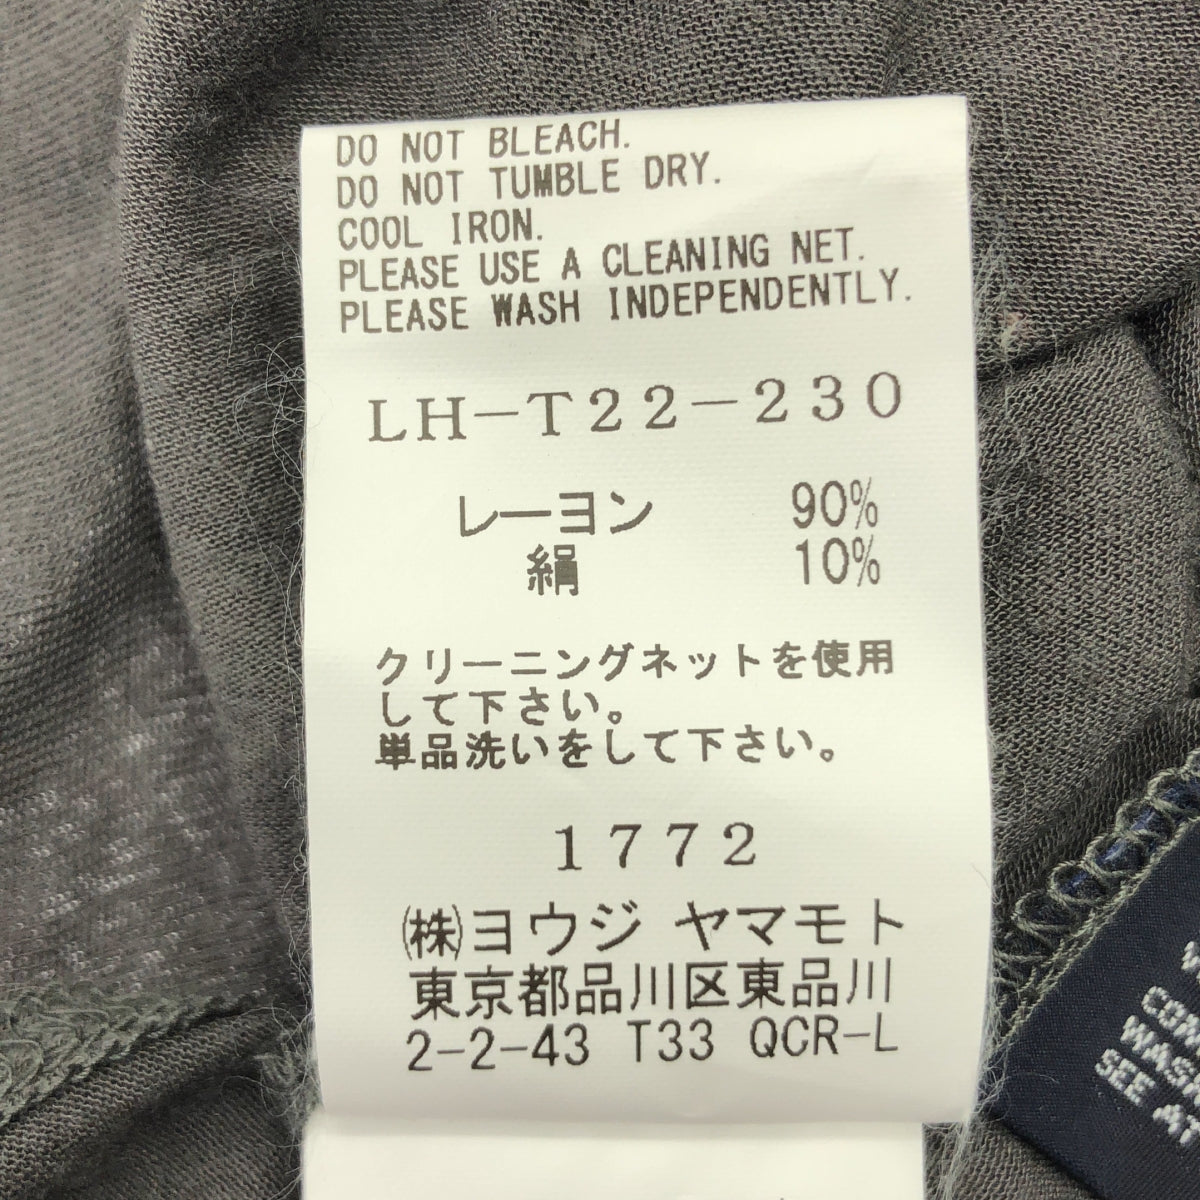 DO NOT BLEACH.
DO NOT TUMBLE DRY.
COOL IRON.
PLEASE USE A CLEANING NET.
PLEASE WASH INDEPENDENTLY.
LH-T22-230
レーヨン 90%
絹 10%
クリーニングネットを使用
して下さい。
単品洗いをして下さい。
1772
(株)ヨウジ ヤマモト
東京都品川区東品川
2-2-43 T33 QCR-L
SEE